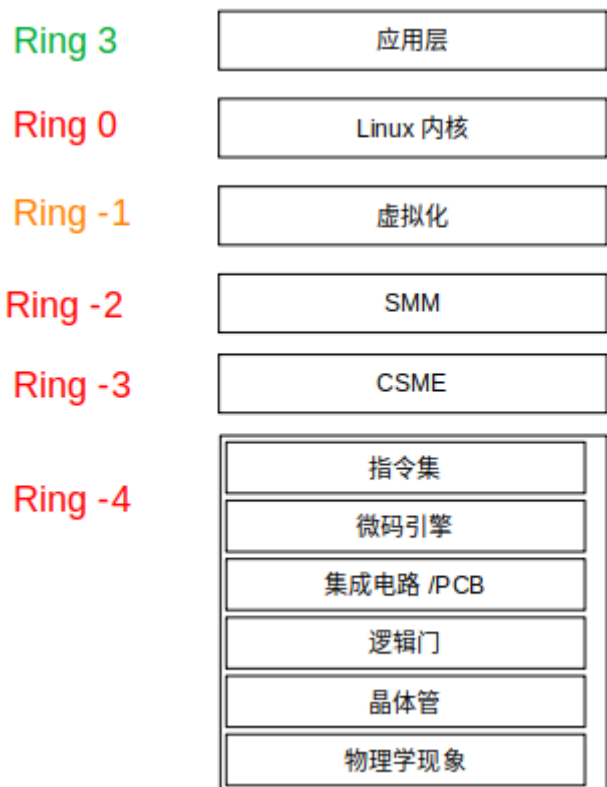 Ring 3
应用层
Ring 0
Linux 内核
Ring -1
虚拟化
Ring -2
SMM
Ring -3
CSME
Ring -4
指令集
微码引擎
集成电路 /PCB
逻辑门
晶体管
物理学现象